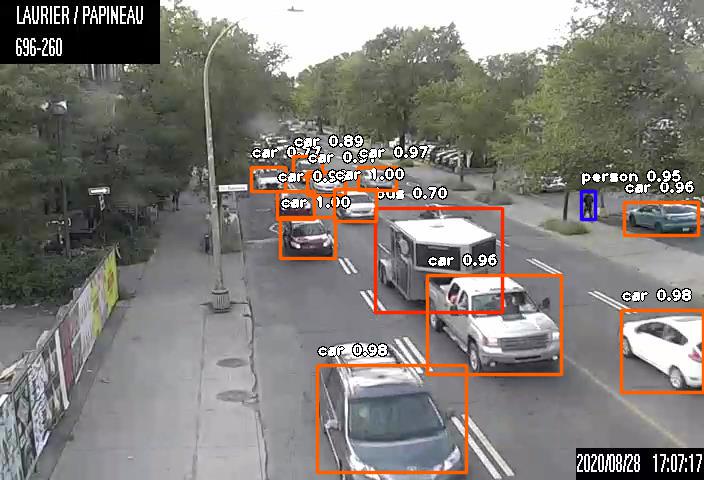 LAURIER / PAPINEAU
696-260
car 0.89
car 0.77
car 0.97
car 1.00
bus 0.70
person 0.95
car 0.96
car 1.00
car 0.96
car 0.98
car 0.98
2020/08/28 17:07:17